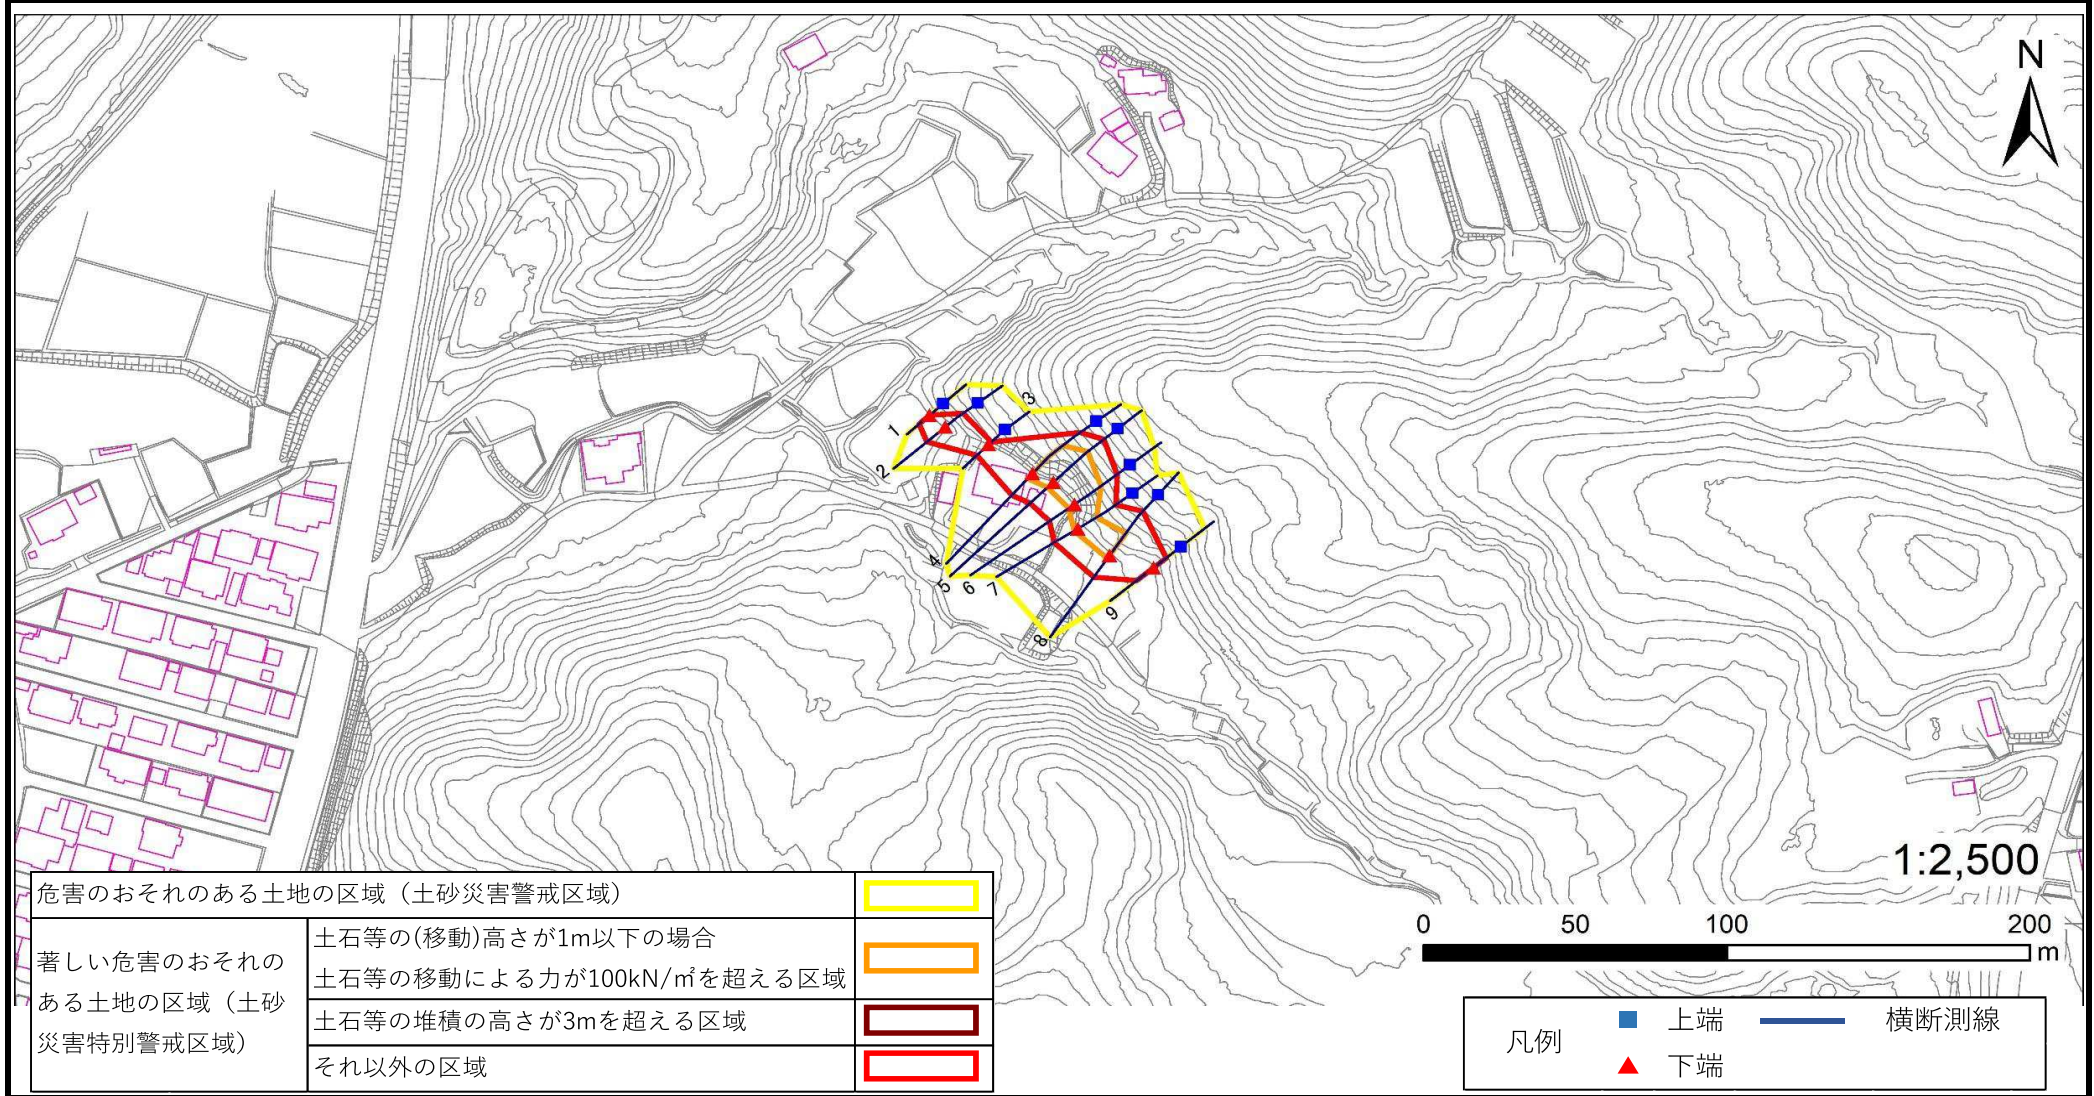 N
3
1
2
4
5
6
7
8
9
1:2,500
0 50 100 200
m
危害のおそれのある土地の区域（土砂災害警戒区域）
著しい危害のおそれの
ある土地の区域（土砂
災害特別警戒区域）
土石等の(移動)高さが1m以下の場合
土石等の移動による力が100kN/㎡を超える区域
土石等の堆積の高さが3mを超える区域
それ以外の区域
凡例
上端
横断測線
下端